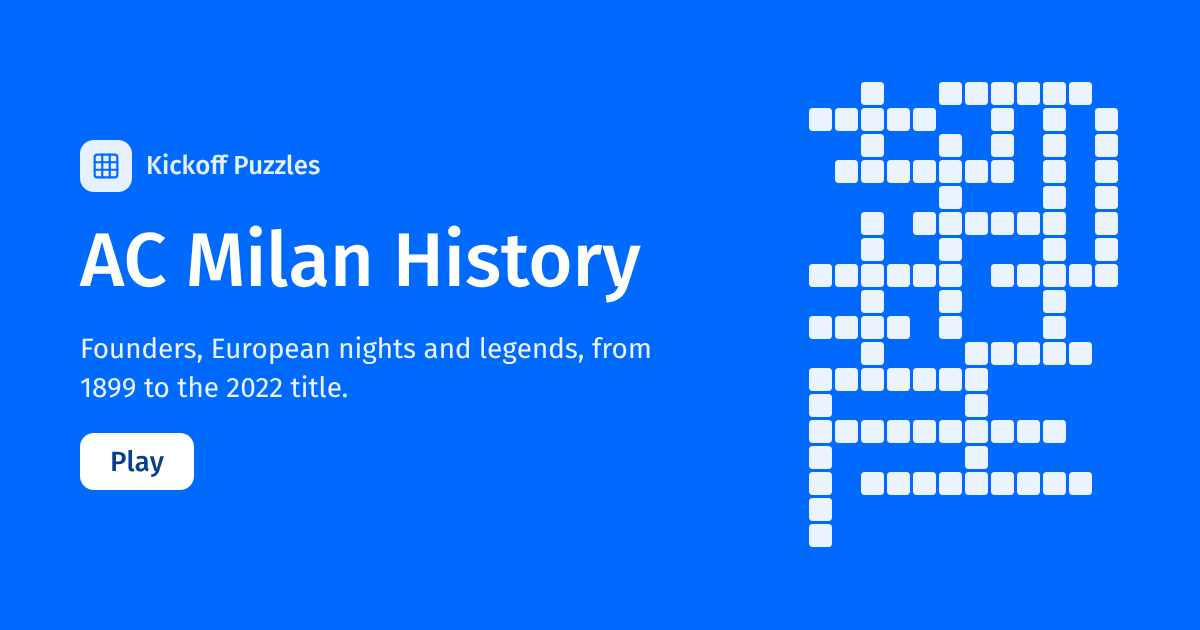 Kickoff Puzzles
AC Milan History
Founders, European nights and legends, from
1899 to the 2022 title.
Play